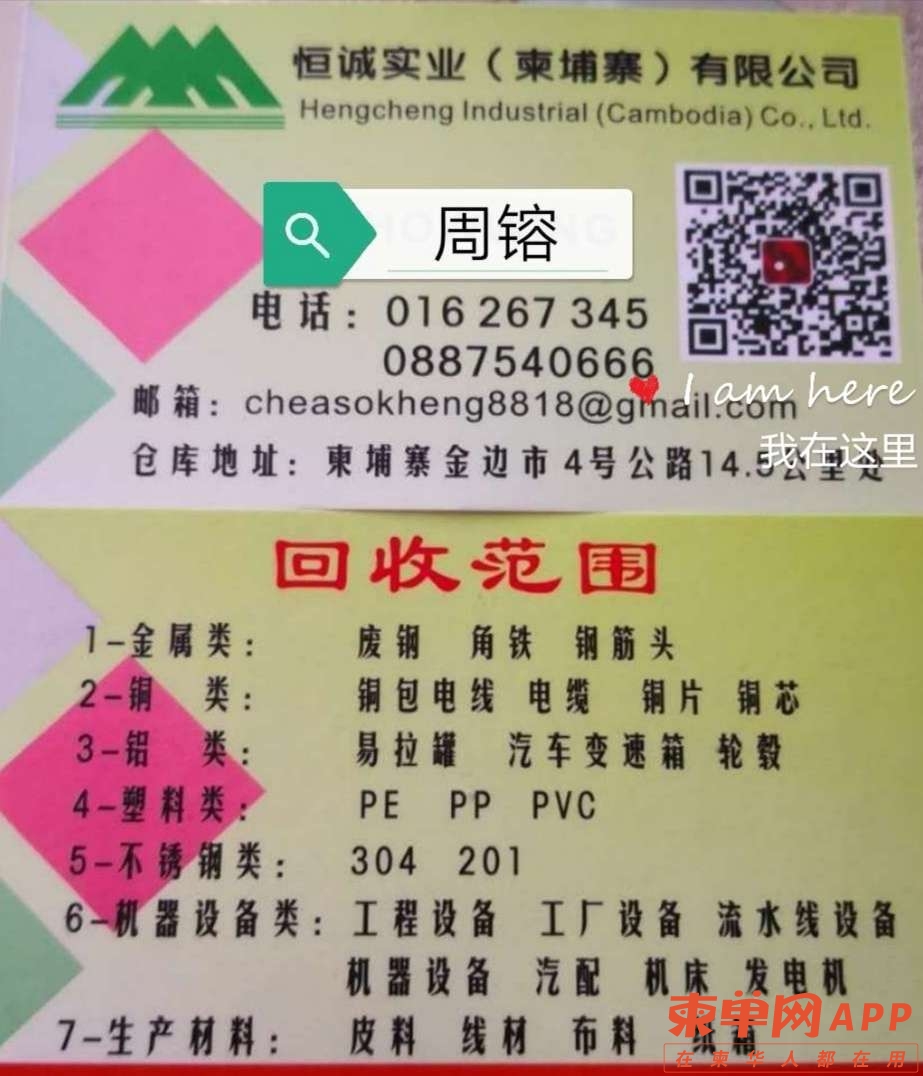 恒诚实业（柬埔寨）有限公司
Hengcheng Industrial (Cambodia) Co., Ltd.
周镕
电话：016 267 345
0887540666
邮箱：cheasokheng8818@gmail.com
I am here
我在这里
仓库地址：柬埔寨金边市4号公路14.5公里处
回收范围
1-金属类： 废钢 角铁 钢筋头
2-铜 类： 铜包电线 电缆 铜片 铜芯
3-铝 类： 易拉罐 汽车变速箱 轮毂
4-塑料类： PE PP PVC
5-不锈钢类： 304 201
6-机器设备类：工程设备 工厂设备 流水线设备
机器设备 汽配 机床 发电机
7-生产材料： 皮料 线材 布料
柬单网APP
在柬华人都在用